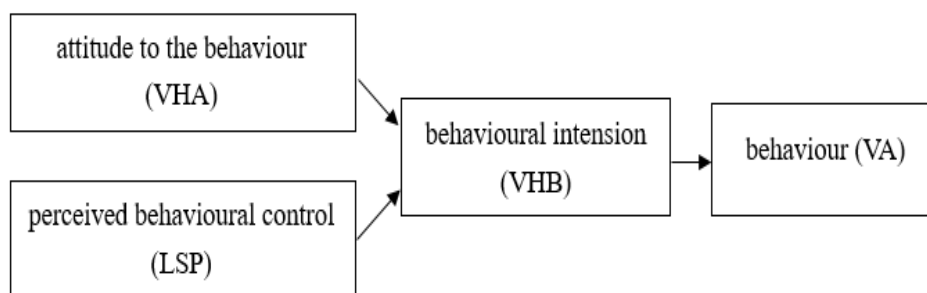 attitude to the behaviour
(VHA)
perceived behavioural control
(LSP)
behavioural intension
(VHB)
behaviour (VA)